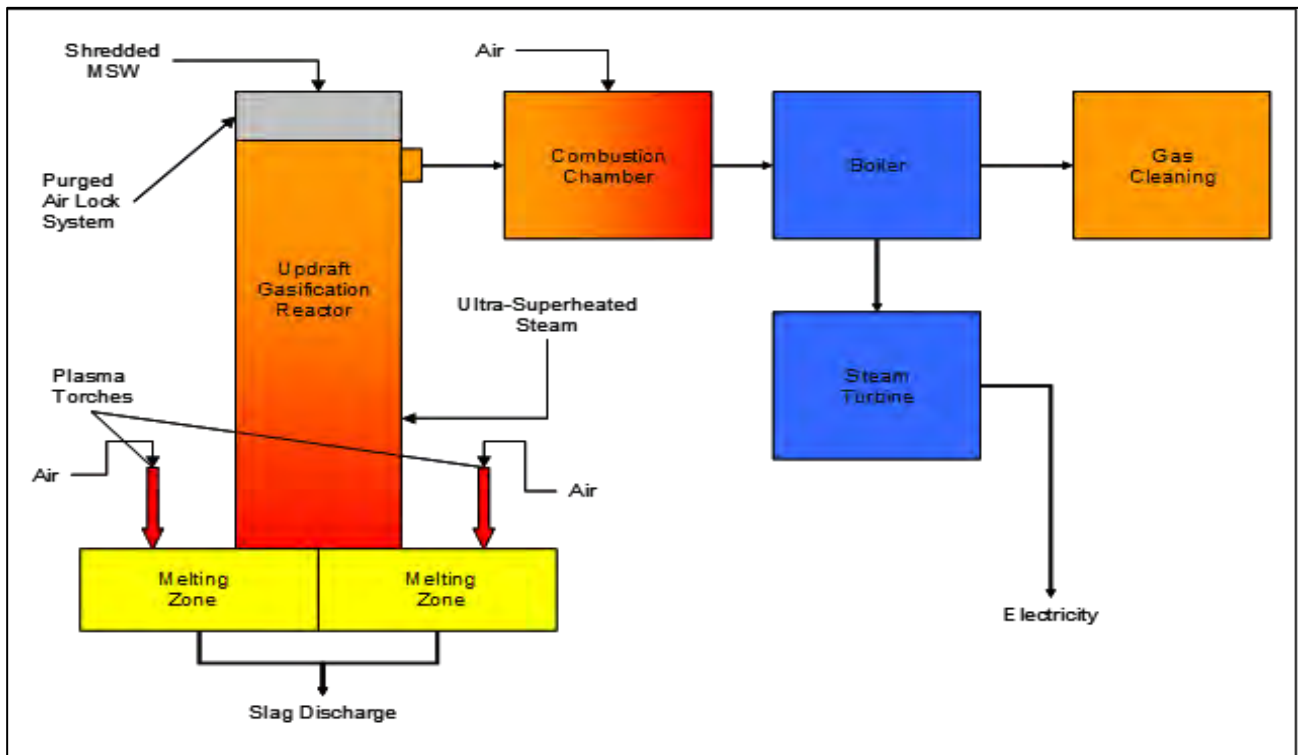 Shredded
MSW
Air
Purged
Air Lock
System
Combustion
Chamber
Boiler
Gas
Cleaning
Updraft
Gasification
Reactor
Ultra-Superheated
Steam
Steam
Turbine
Plasma
Torches
Air
Air
Melting
Zone
Melting
Zone
Electricity
Slag Discharge